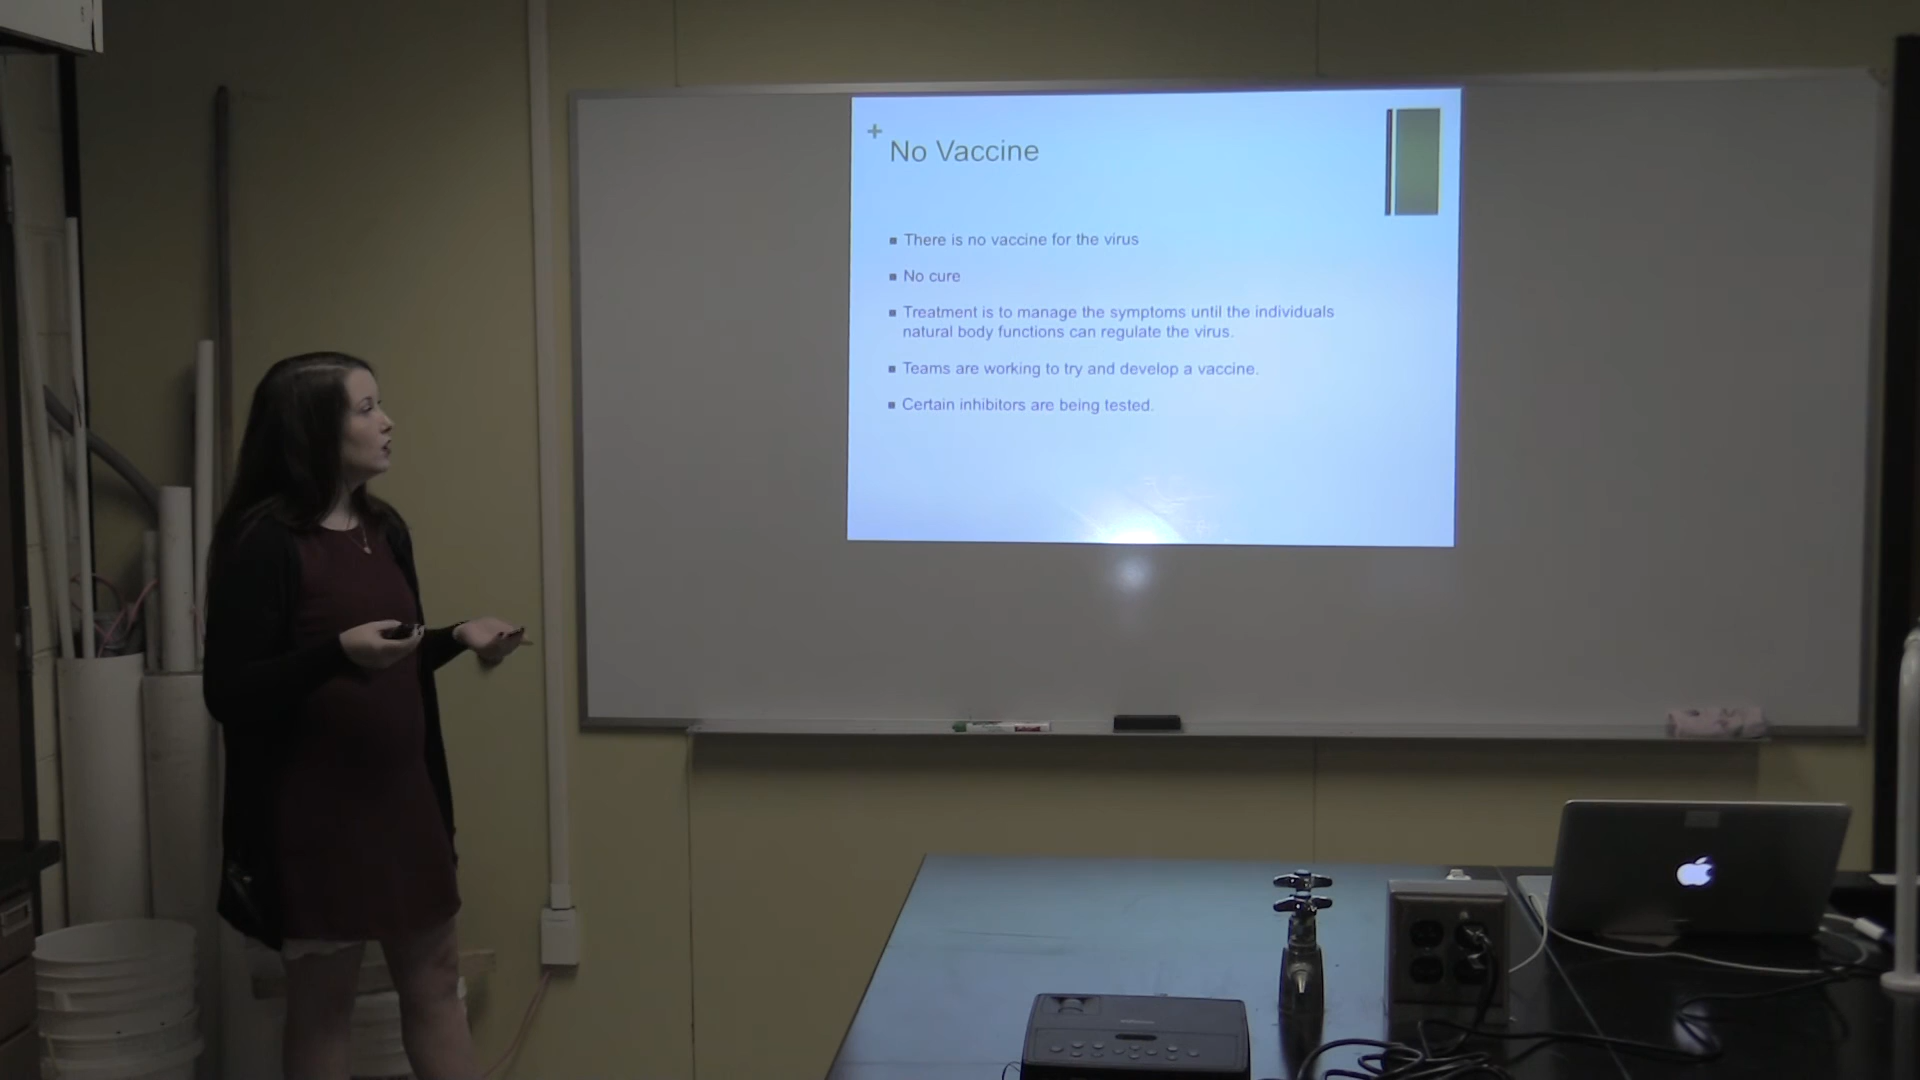 +
No Vaccine
There is no vaccine for the virus
No cure
Treatment is to manage the symptoms until the individuals
natural body functions can regulate the virus.
Teams are working to try and develop a vaccine.
Certain inhibitors are being tested.